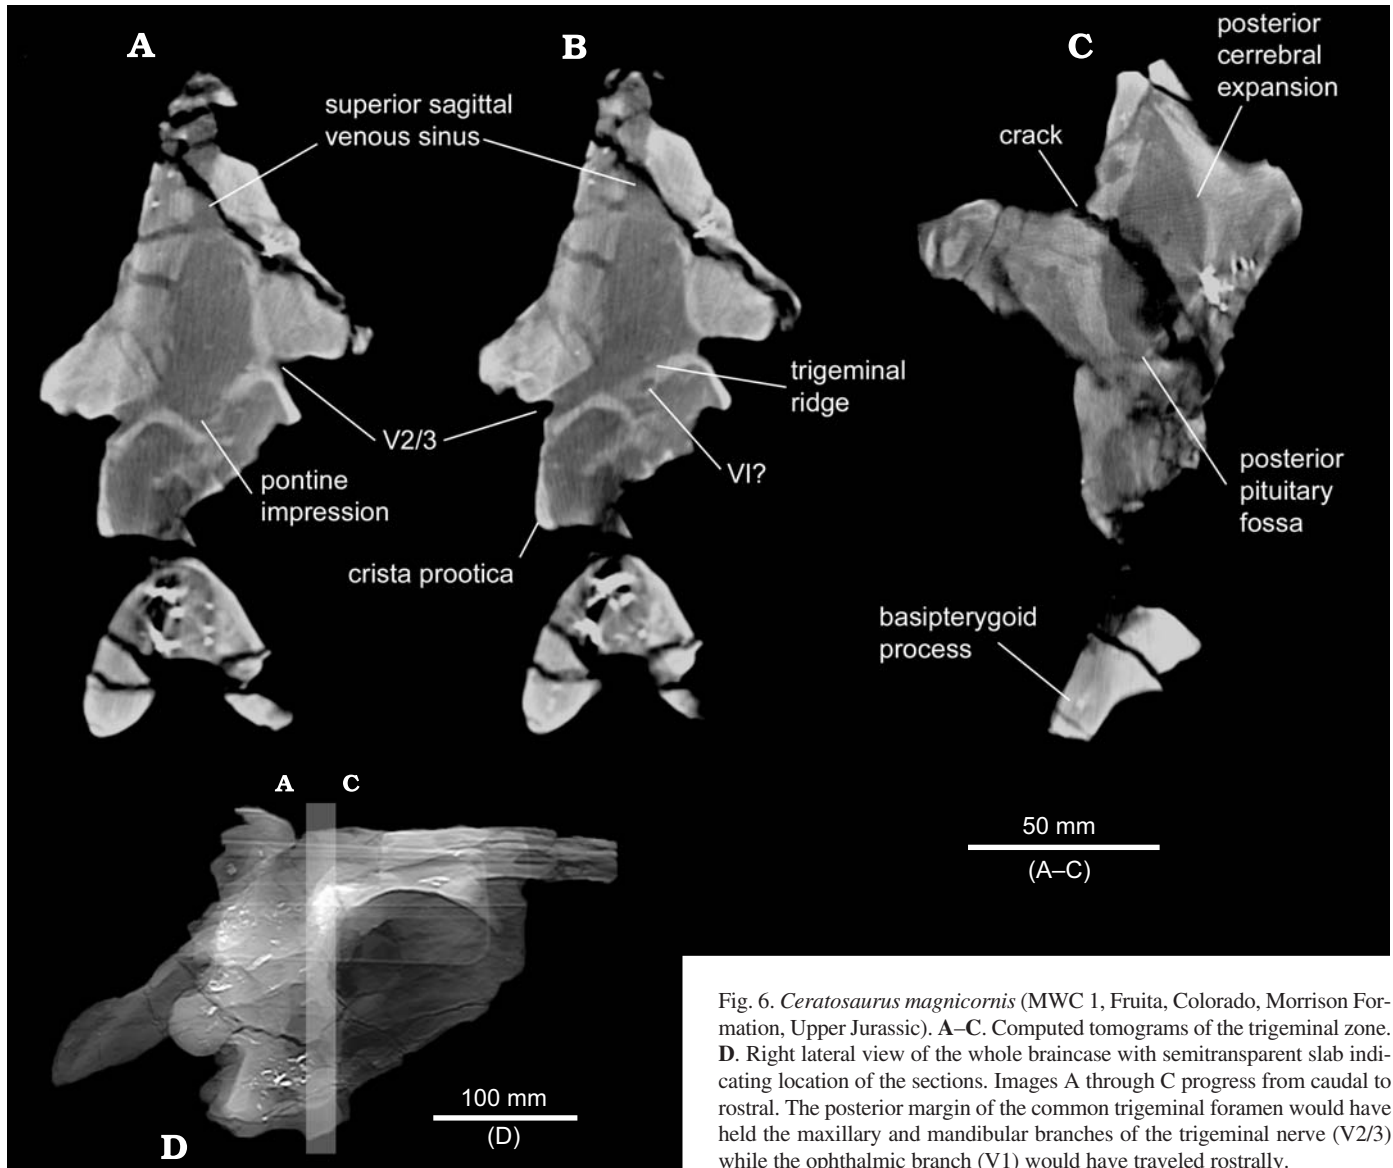 A
B
C
superior sagittal
venous sinus
posterior
cerrebral
expansion
crack
trigeminal
ridge
V2/3
VI?
pontine
impression
crista prootica
posterior
pituitary
fossa
basipterygoid
process
A
C
50 mm
(A–C)
100 mm
(D)
D
Fig. 6. Ceratosaurus magnicornis (MWC 1, Fruita, Colorado, Morrison For-
mation, Upper Jurassic). A–C. Computed tomograms of the trigeminal zone.
D. Right lateral view of the whole braincase with semitransparent slab indi-
cating location of the sections. Images A through C progress from caudal to
rostral. The posterior margin of the common trigeminal foramen would have
held the maxillary and mandibular branches of the trigeminal nerve (V2/3)
while the ophthalmic branch (V1) would have traveled rostrally.